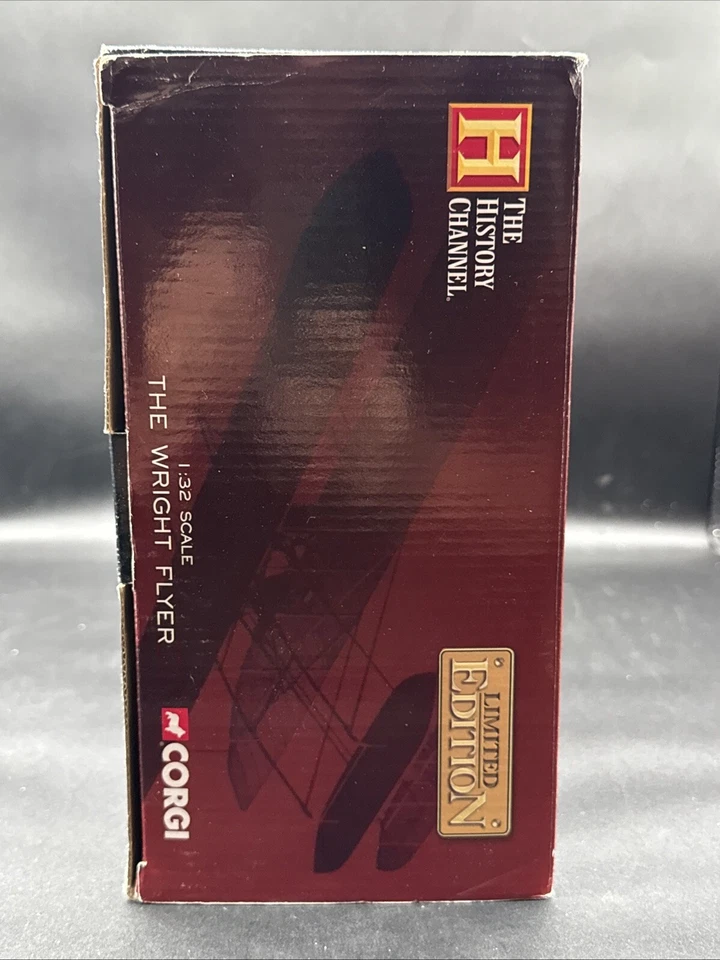 H
THE
HISTORY
CHANNEL®
LIMITED
EDITION
1:32 SCALE
THE WRIGHT FLYER
CORGI